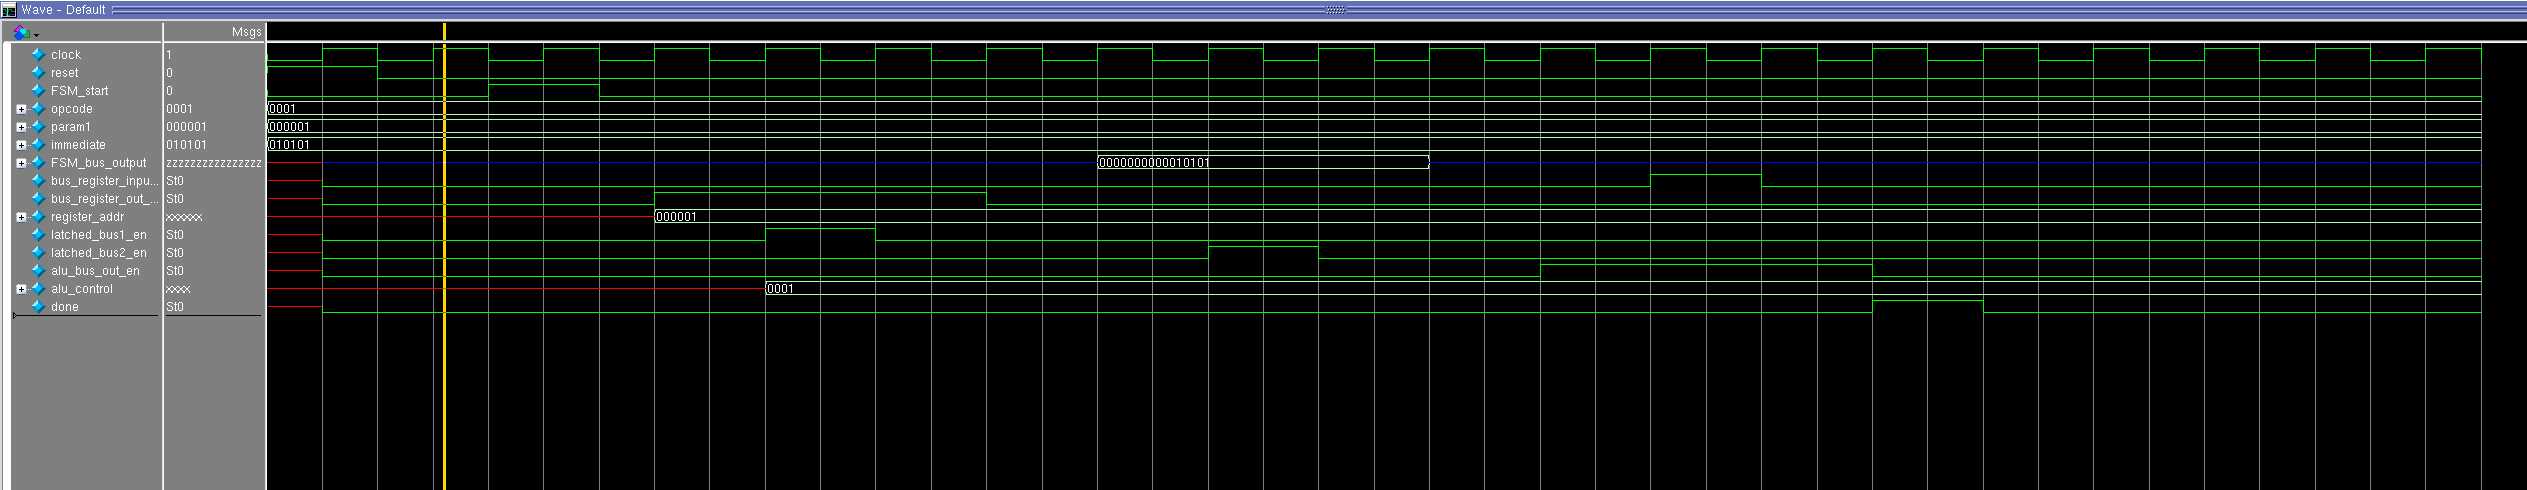 Wave - Default
Msgs
clock 1
reset 0
FSM_start 0
opcode 0001 0001
param1 000001 000001
immediate 010101 010101
FSM_bus_output zzzzzzzzzzzzzzzz 0000000000010101
bus_register_inpu... St0
bus_register_out_... St0
register_addr xxxxxx 000001
latched_bus1_en St0
latched_bus2_en St0
alu_bus_out_en St0
alu_control xxxx 0001
done St0